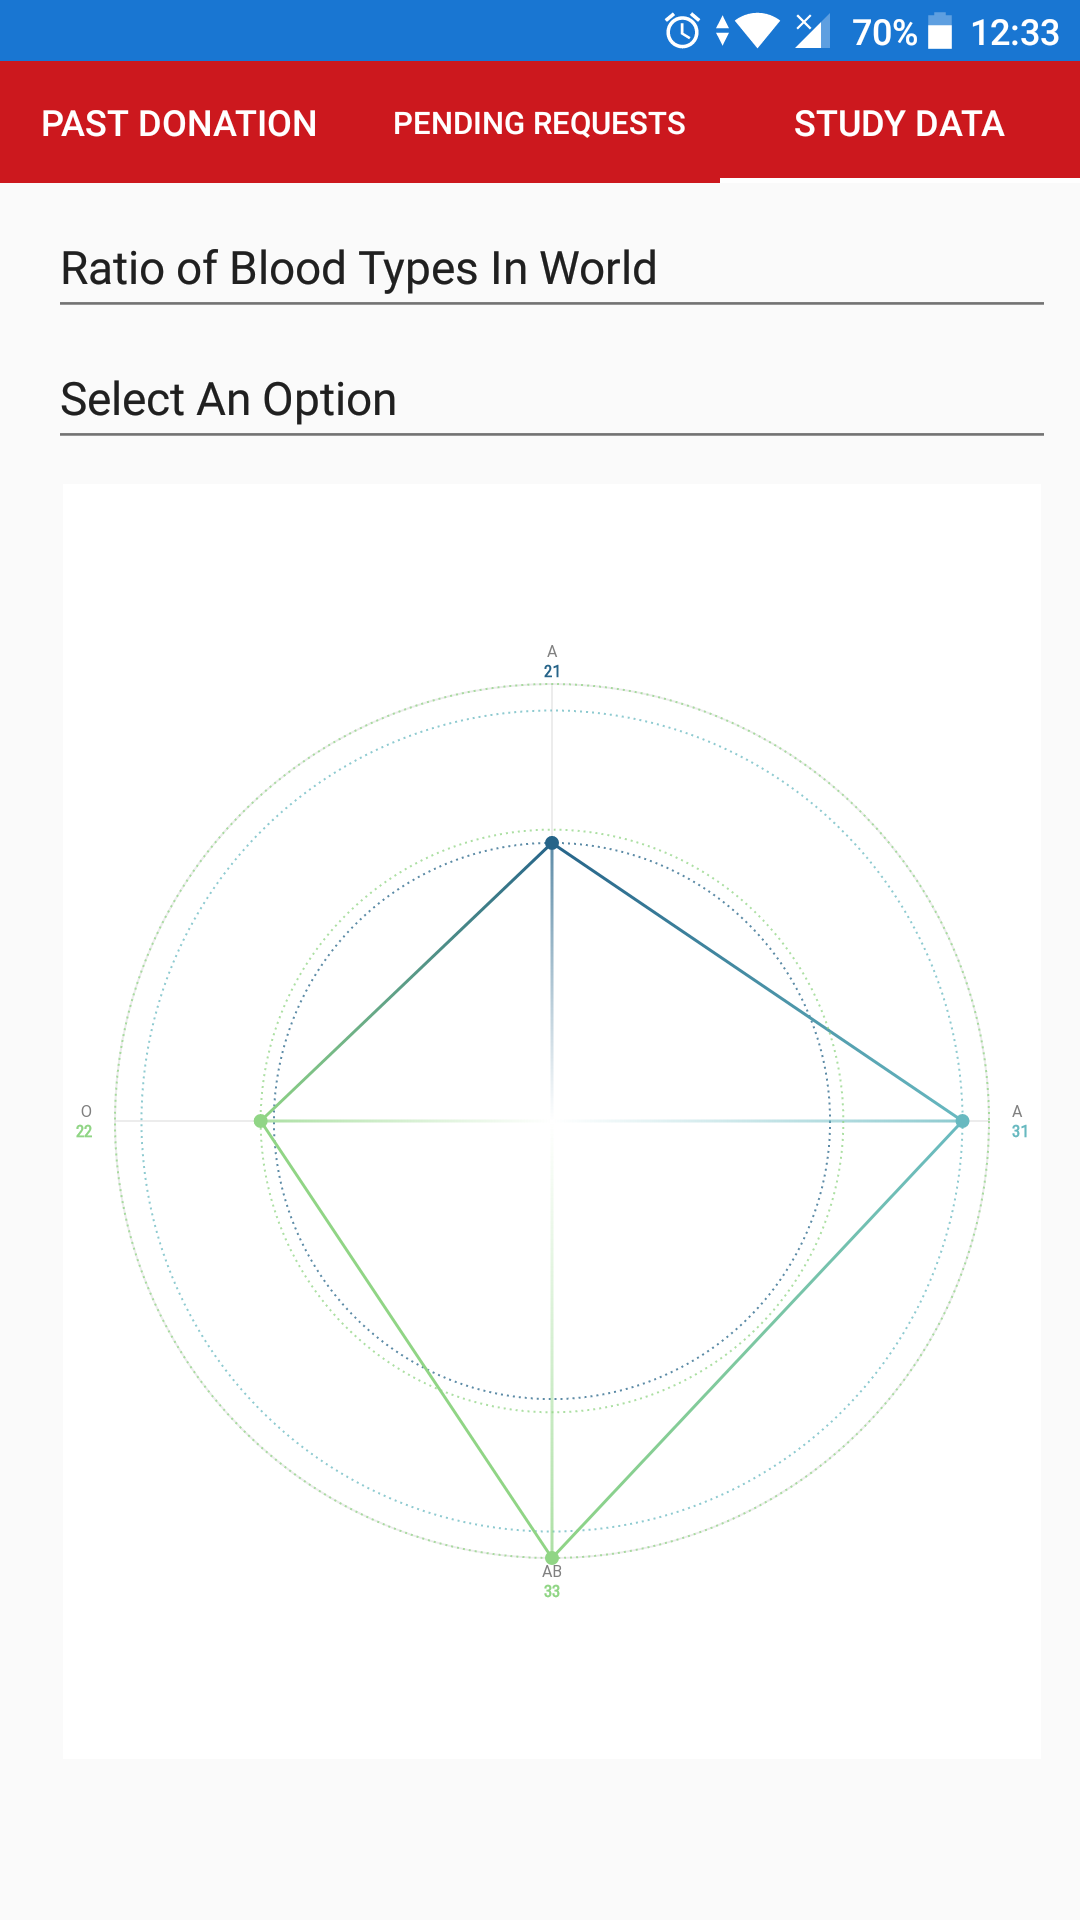 70% 12:33
PAST DONATION PENDING REQUESTS STUDY DATA
Ratio of Blood Types In World
Select An Option
A
21
O
22
A
31
AB
33